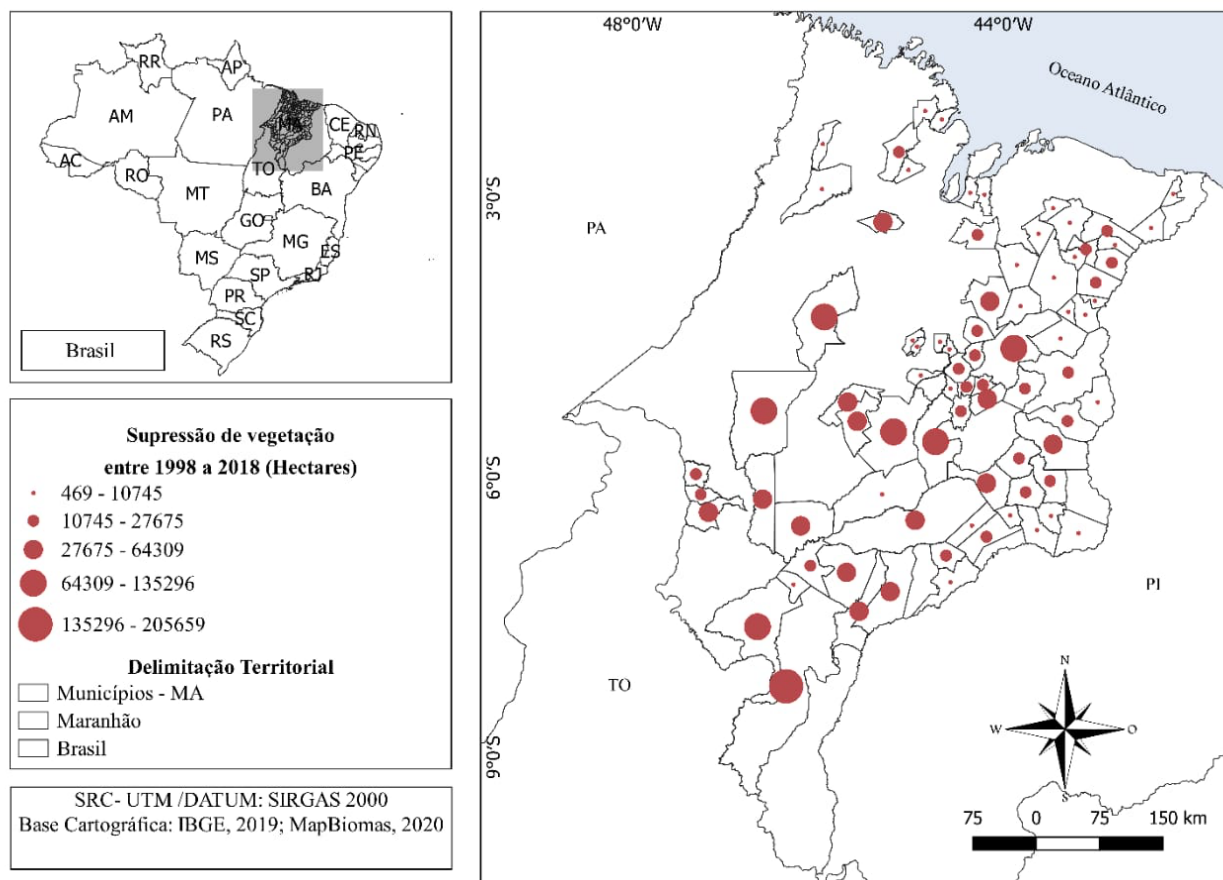 RR
AP
AM
PA
MA
CE
RN
PE
AC
TO
RO
BA
MT
GO
MG
ES
MS
SP
RJ
PR
SC
RS
Brasil
Supressão de vegetação
entre 1998 a 2018 (Hectares)
469 - 10745
10745 - 27675
27675 - 64309
64309 - 135296
135296 - 205659
Delimitação Territorial
Municípios - MA
Maranhão
Brasil
SRC- UTM /DATUM: SIRGAS 2000
Base Cartográfica: IBGE, 2019; MapBiomas, 2020
48°0′0″W
44°0′0″W
Oceano Atlântico
3°0′S
PA
6°0′S
PI
TO
9°0′S
N
W
O
S
75
0
75
150 km